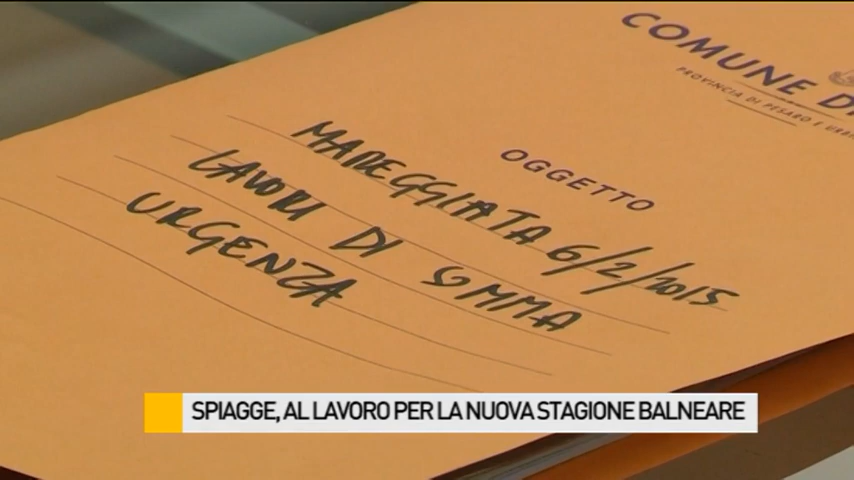 COMUNE DI
PROVINCIA DI PESARO E URBI
OGGETTO
MAREGGIATA 6/2/2015
LAVORI DI SOMMA
URGENZA
SPIAGGE, AL LAVORO PER LA NUOVA STAGIONE BALNEARE